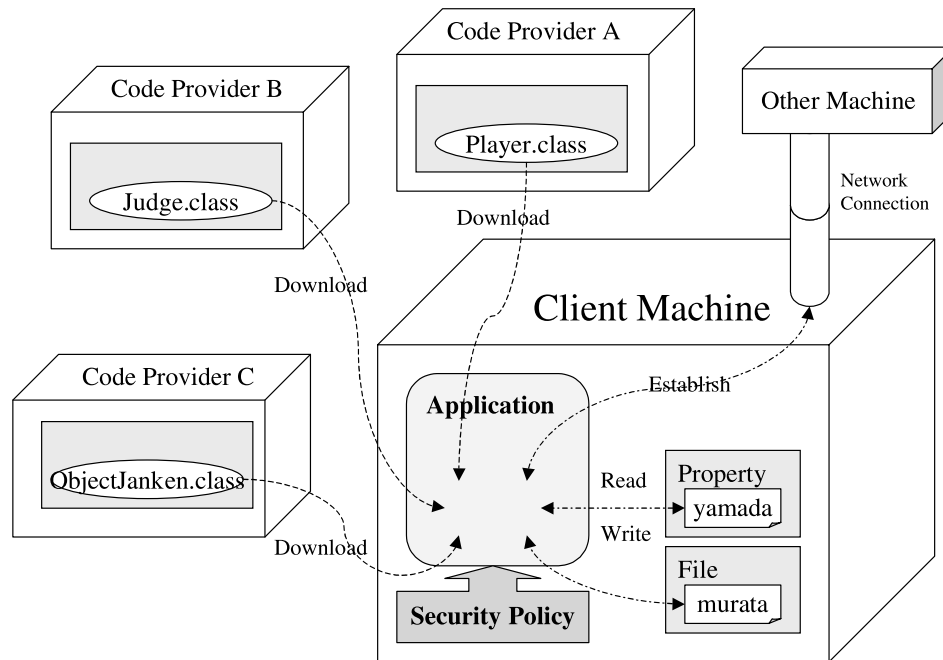 Code Provider A
Player.class
Download
Code Provider B
Judge.class
Download
Other Machine
Network
Connection
Client Machine
Code Provider C
ObjectJanken.class
Download
Application
Establish
Read
Write
Property
yamada
File
murata
Security Policy